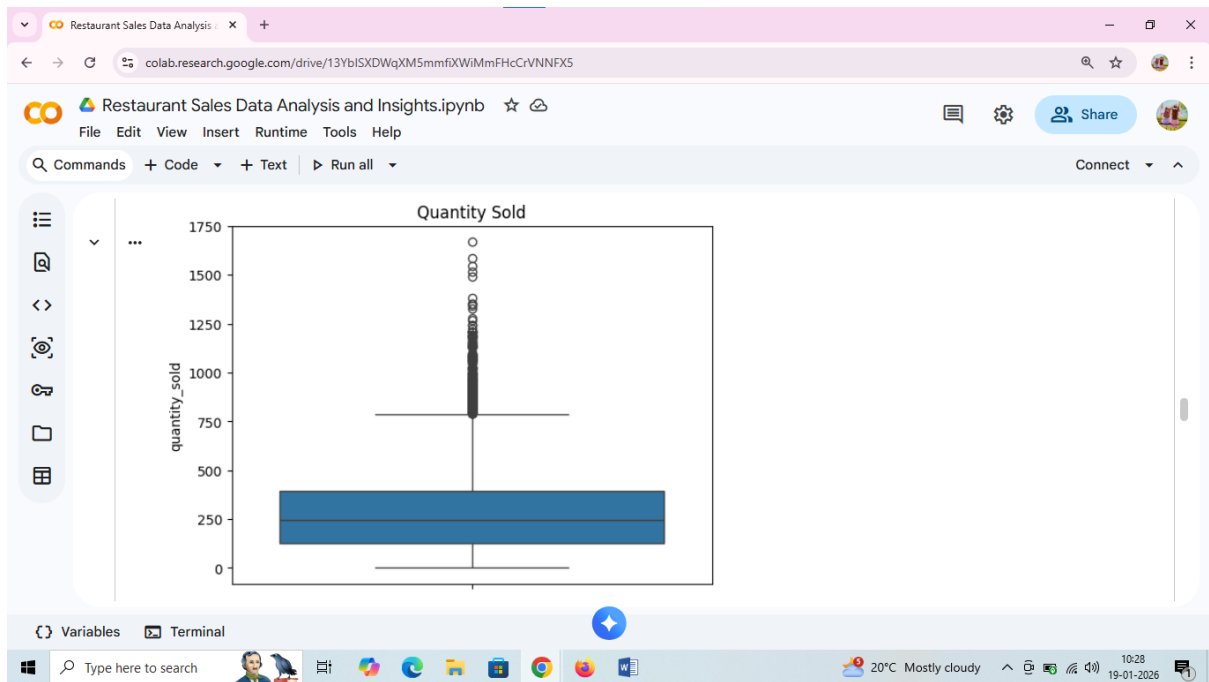 Restaurant Sales Data Analysis
colab.research.google.com/drive/13YbISXDWqXM5mmfiXWiMmFHcCrVNNFX5
Restaurant Sales Data Analysis and Insights.ipynb
File Edit View Insert Runtime Tools Help
Share
Commands + Code + Text Run all
Connect
Quantity Sold
1750
1500
1250
1000
750
500
250
0
quantity_sold
Variables Terminal
Type here to search
20°C Mostly cloudy
10:28
19-01-2026